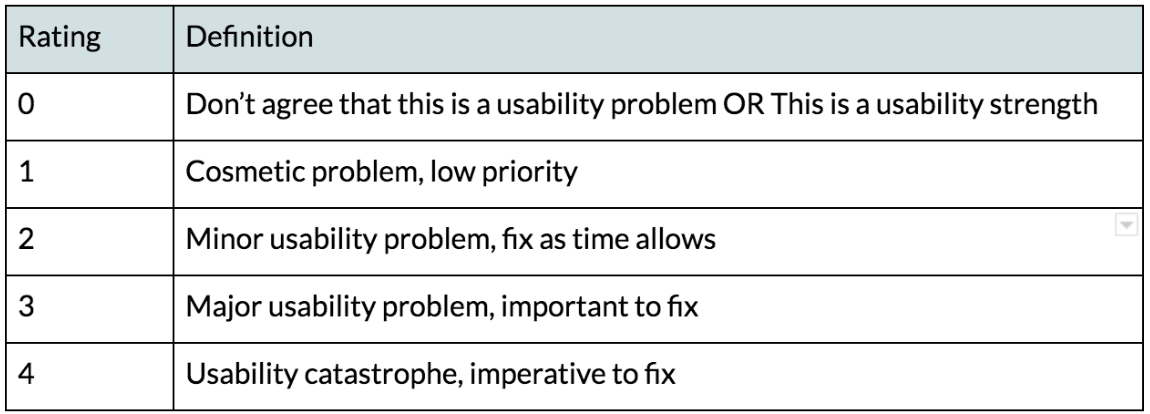 Rating Definition
0 Don’t agree that this is a usability problem OR This is a usability strength
1 Cosmetic problem, low priority
2 Minor usability problem, fix as time allows
3 Major usability problem, important to fix
4 Usability catastrophe, imperative to fix